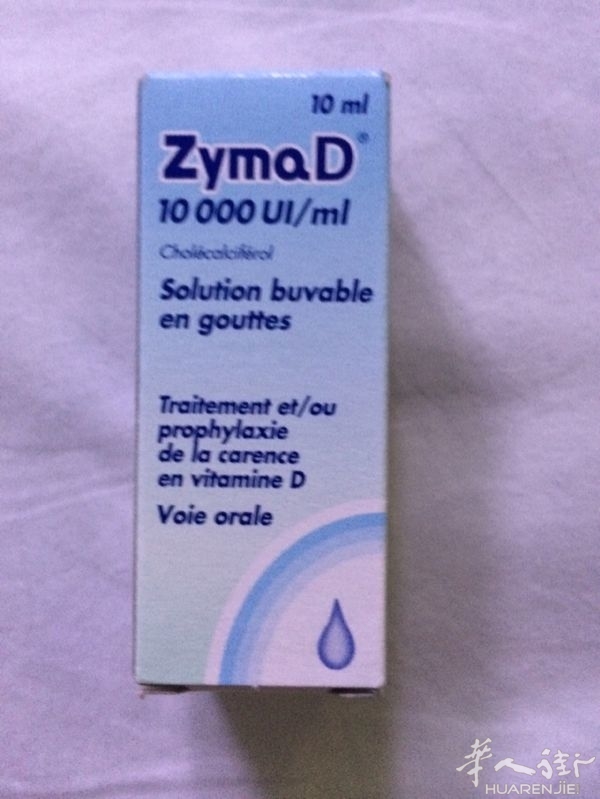 10 ml
ZymaD®
10 000 UI/ml
Cholécalciférol
Solution buvable
en gouttes
Traitement et/ou
prophylaxie
de la carence
en vitamine D
Voie orale
华人街
HUARENJIE